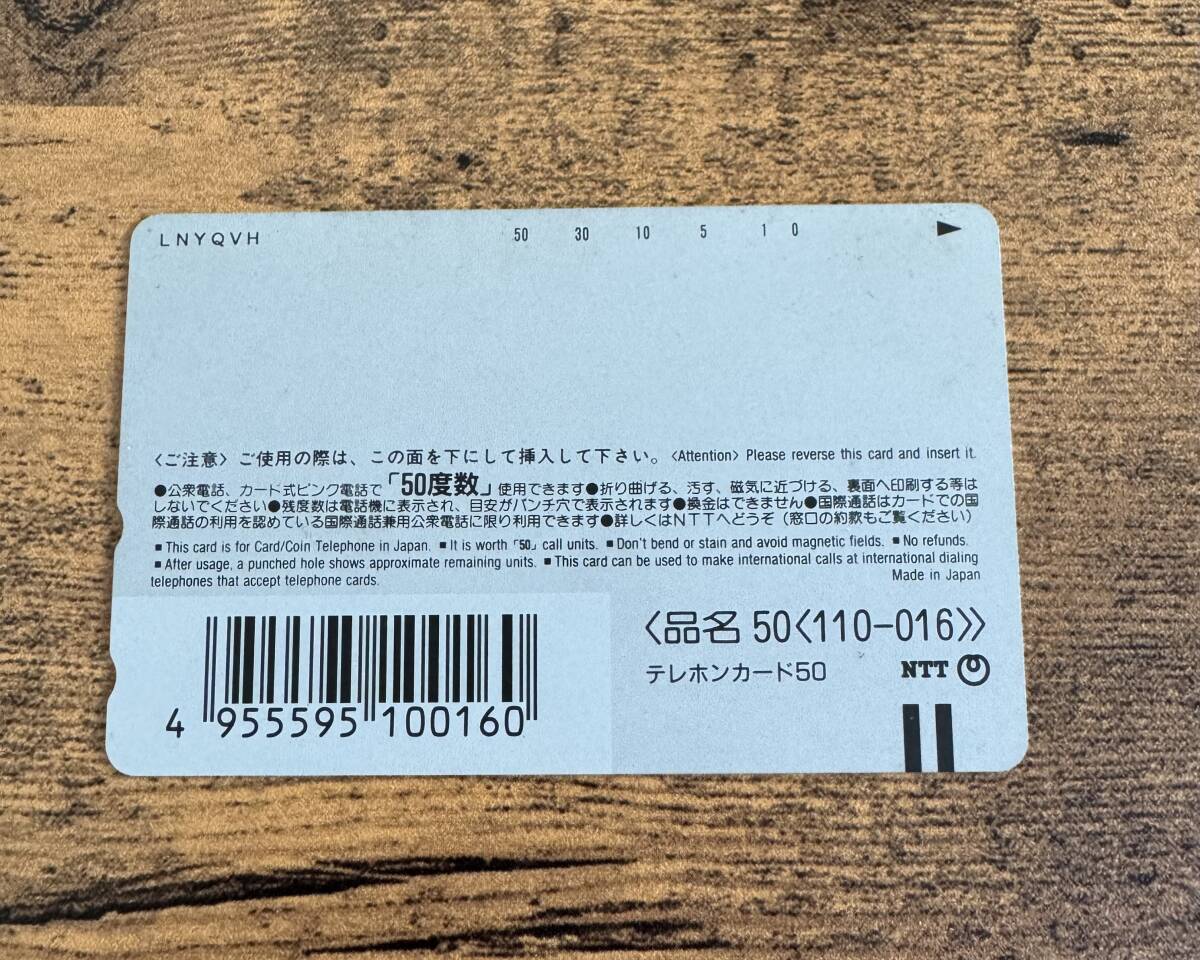 LNYQVH 50 30 10 5 1 0
〈ご注意〉ご使用の際は、この面を下にして挿入して下さい。〈Attention〉 Please reverse this card and insert it.
●公衆電話、カード式ピンク電話で「50度数」使用できます●折り曲げる、汚す、磁気に近づける、裏面へ印刷する等は
しないでください●残度数は電話機に表示され、目安がパンチ穴で表示されます●換金はできません●国際通話はカードでの国
際通話の利用を認めている国際通話兼用公衆電話に限り利用できます●詳しくはNTTへどうぞ（窓口の約款もご覧ください）
■ This card is for Card/Coin Telephone in Japan. ■ It is worth「50」call units. ■ Don't bend or stain and avoid magnetic fields. ■ No refunds.
■ After usage, a punched hole shows approximate remaining units. ■ This card can be used to make international calls at international dialing
telephones that accept telephone cards. Made in Japan
〈品名 50〈110-016〉〉
テレホンカード50 NTT
4 955595 100160